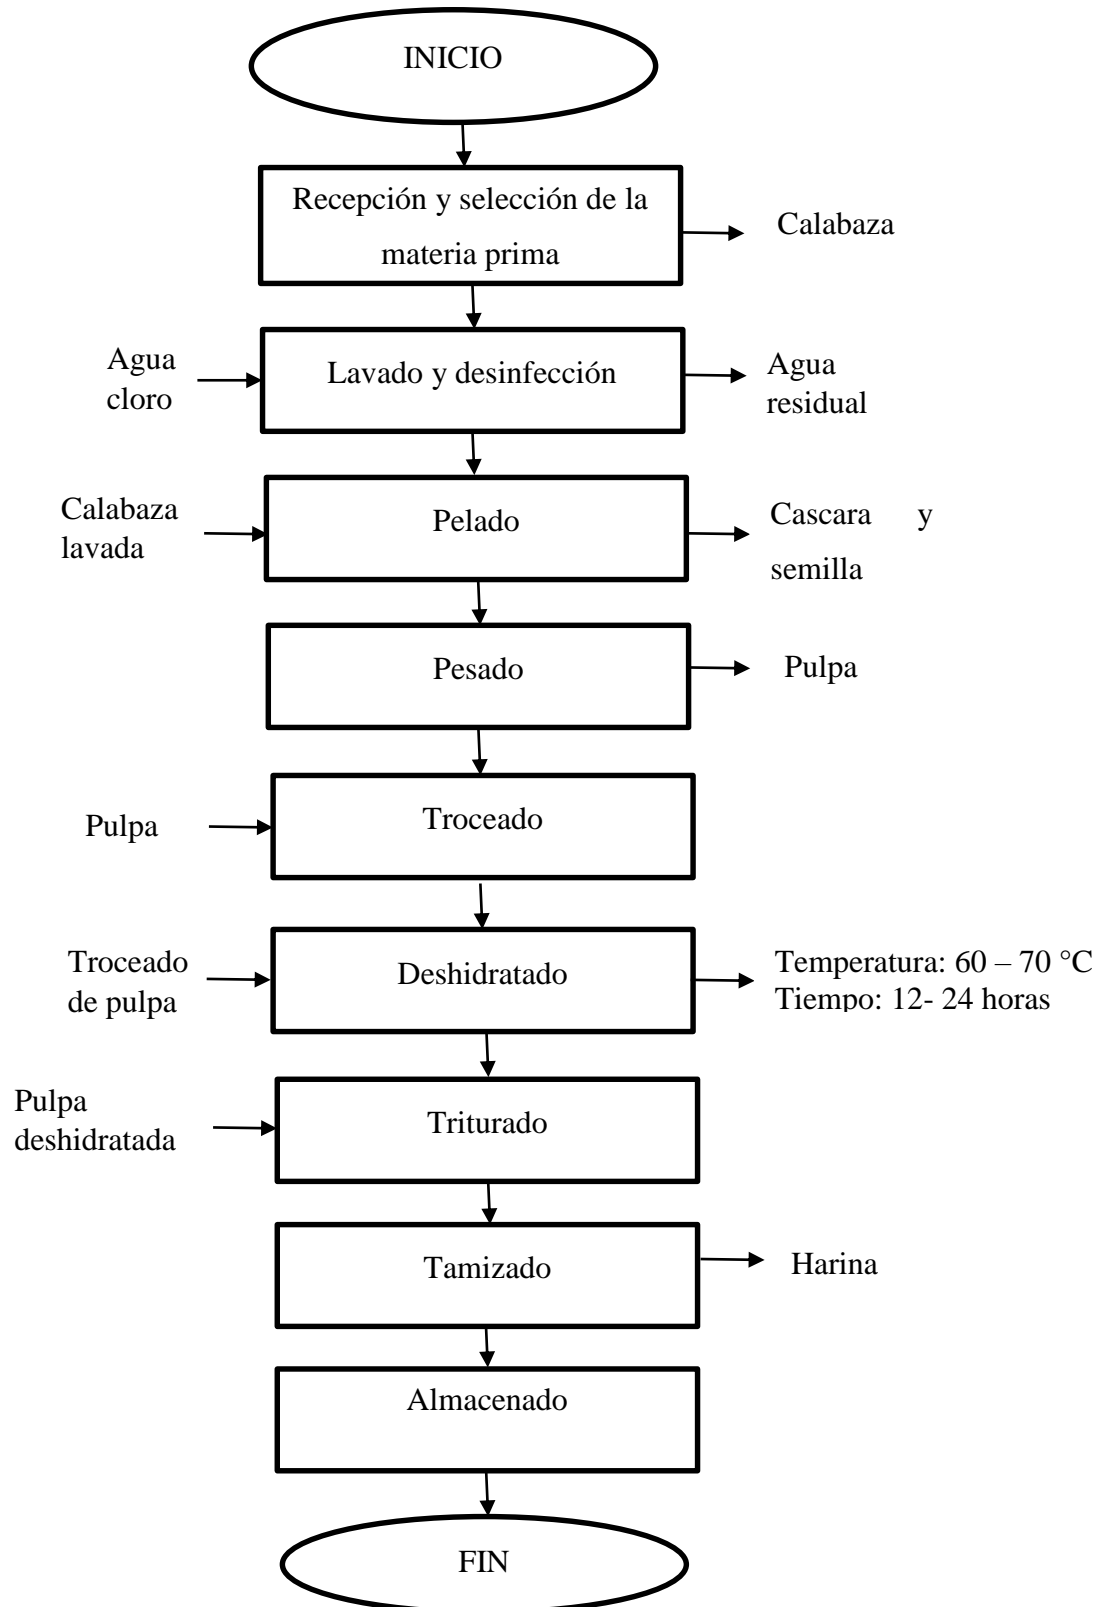 INICIO
Recepción y selección de la
materia prima
Calabaza
Agua
cloro
Lavado y desinfección
Agua
residual
Calabaza
lavada
Pelado
Cascara y
semilla
Pesado
Pulpa
Pulpa
Troceado
Troceado
de pulpa
Deshidratado
Temperatura: 60 – 70 °C
Tiempo: 12- 24 horas
Pulpa
deshidratada
Triturado
Tamizado
Harina
Almacenado
FIN